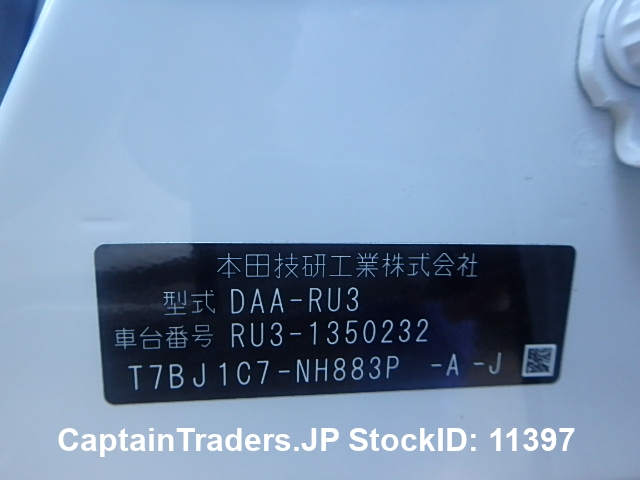 本田技研工業株式会社
型式 DAA-RU3
車台番号 RU3-1350232
T7BJ1C7-NH883P -A -J
CaptainTraders.JP StockID: 11397